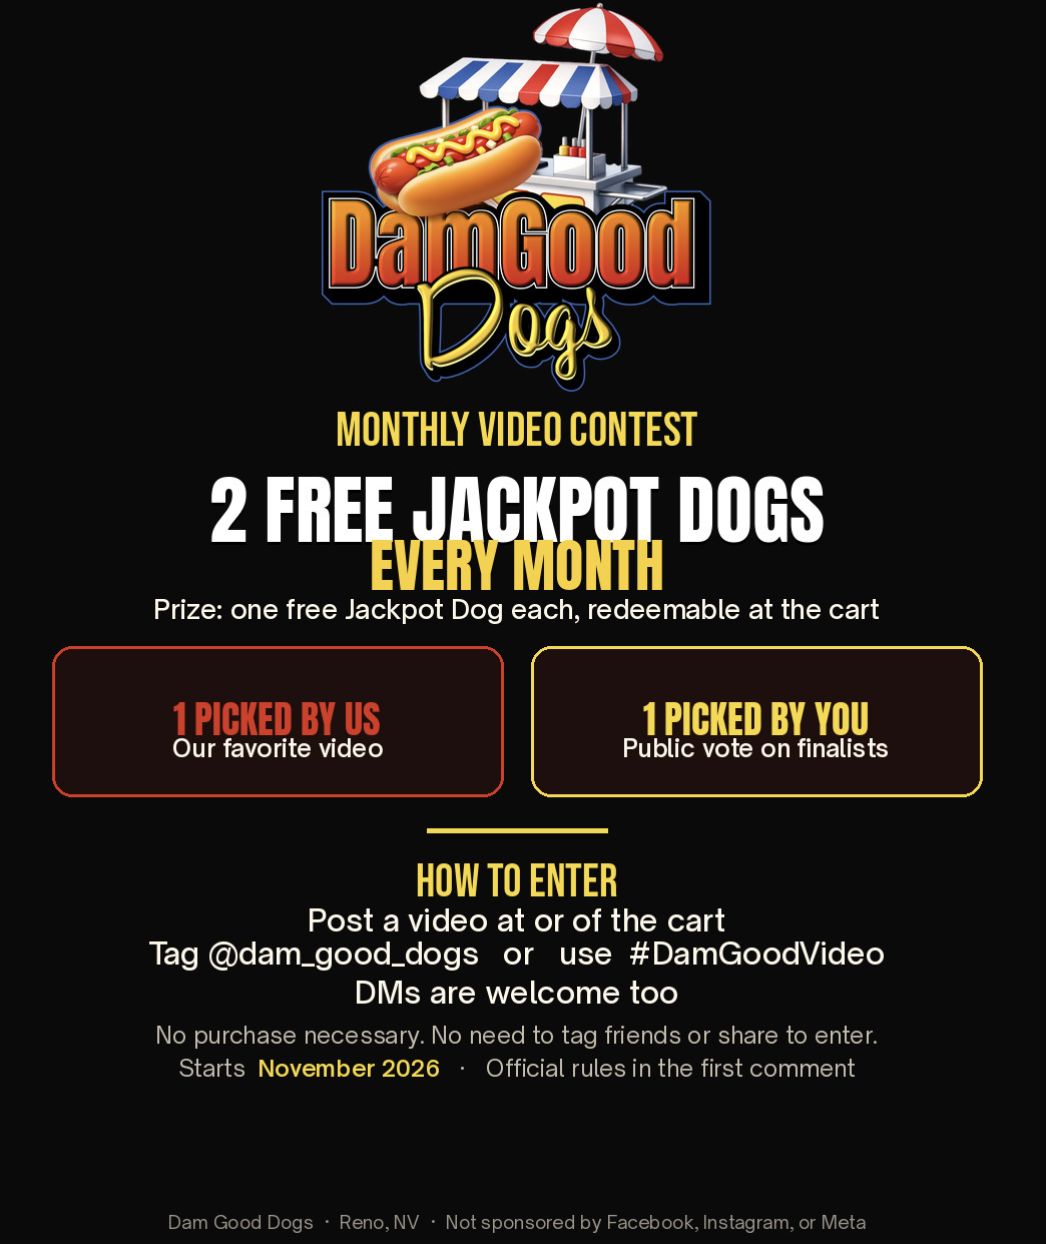 DamGood
Dogs
MONTHLY VIDEO CONTEST
2 FREE JACKPOT DOGS
EVERY MONTH
Prize: one free Jackpot Dog each, redeemable at the cart
1 PICKED BY US
Our favorite video
1 PICKED BY YOU
Public vote on finalists
HOW TO ENTER
Post a video at or of the cart
Tag @dam_good_dogs or use #DamGoodVideo
DMs are welcome too
No purchase necessary. No need to tag friends or share to enter.
Starts November 2026 · Official rules in the first comment
Dam Good Dogs · Reno, NV · Not sponsored by Facebook, Instagram, or Meta